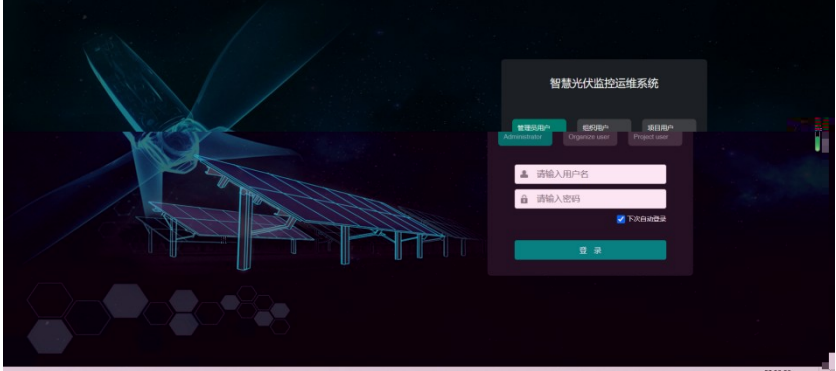 智慧光伏监控运维系统
管理员用户 组织用户 项目用户
Administrator Organize user Project user
请输入用户名
请输入密码
下次自动登录
登 录